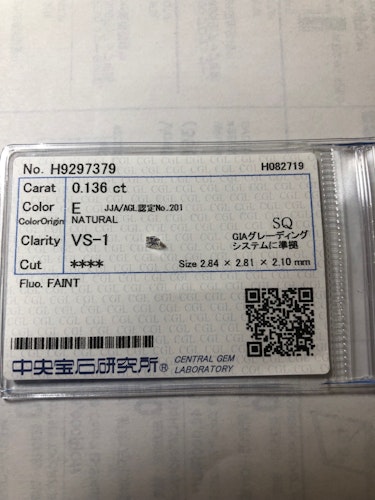 No. H9297379 H082719
Carat 0.136 ct
Color E JJA/AGL認定No.201
ColorOrigin NATURAL
SQ
Clarity VS-1 GIAグレーディング
システムに準拠
Cut **** Size 2.84 × 2.81 × 2.10 mm
Fluo. FAINT
中央宝石研究所® CENTRAL GEM
LABORATORY